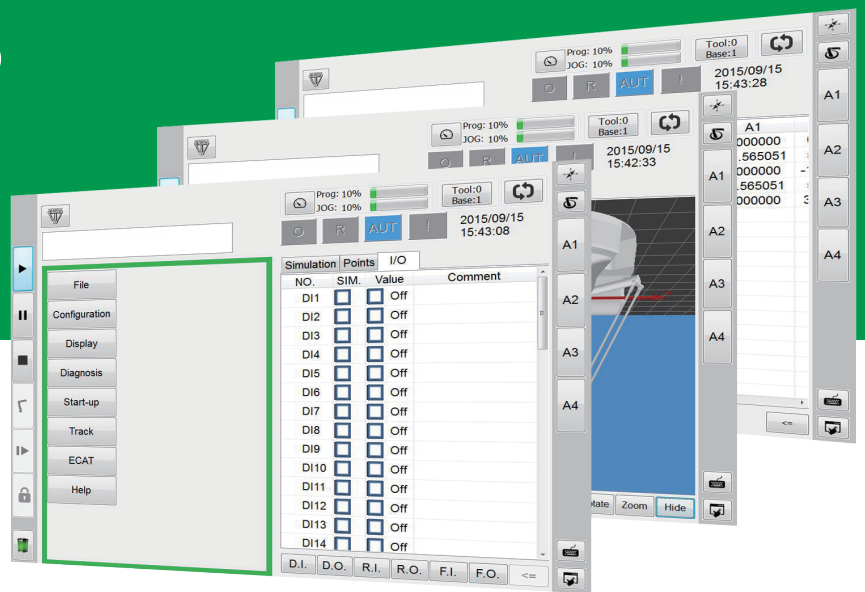 Prog: 10%
JOG: 10%
Tool:0
Base:1
O
R
AUT
!
2015/09/15
15:43:28
A1
A1
000000
.565051
000000
.565051
000000
A2
A3
A4
<=
Prog: 10%
JOG: 10%
Tool:0
Base:1
O
R
AUT
2015/09/15
15:42:33
A1
A2
A3
A4
Zoom
Hide
Prog: 10%
JOG: 10%
Tool:0
Base:1
O
R
AUT
!
2015/09/15
15:43:08
File
Configuration
Display
Diagnosis
Start-up
Track
ECAT
Help
Simulation Points I/O
NO. SIM. Value Comment
DI1 Off
DI2 Off
DI3 Off
DI4 Off
DI5 Off
DI6 Off
DI7 Off
DI8 Off
DI9 Off
DI10 Off
DI11 Off
DI12 Off
DI13 Off
DI14 Off
D.I. D.O. R.I. R.O. F.I. F.O. <=
A1
A2
A3
A4